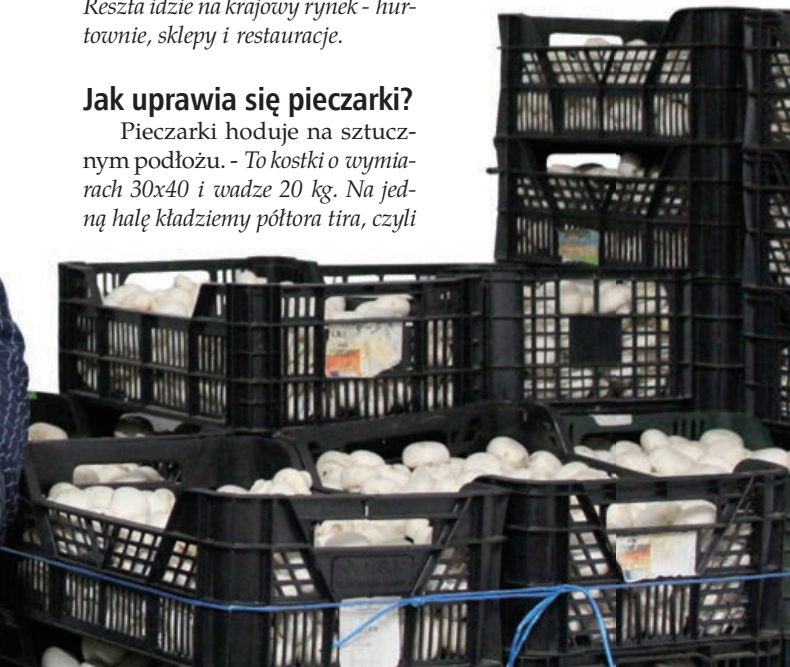 Reszta idzie na krajowy rynek - hur-
townie, sklepy i restauracje.
Jak uprawia się pieczarki?
Pieczarki hoduje na sztucz-
nym podłożu. - To kostki o wymia-
rach 30x40 i wadze 20 kg. Na jed-
ną halę kładziemy półtora tira, czyli